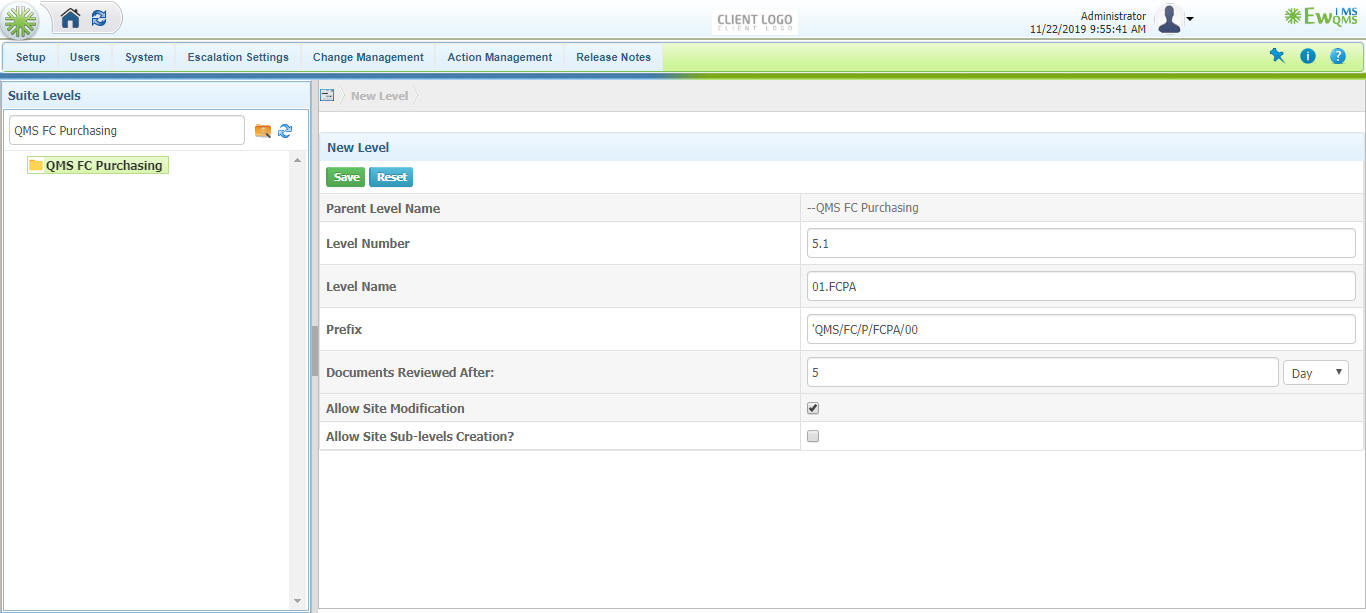 CLIENT LOGO
CLIENT LOGO
Administrator
11/22/2019 9:55:41 AM
EwQMS
iMS
Setup Users System Escalation Settings Change Management Action Management Release Notes
Suite Levels
QMS FC Purchasing
QMS FC Purchasing
New Level
New Level
Save Reset
Parent Level Name --QMS FC Purchasing
Level Number 5.1
Level Name 01.FCPA
Prefix 'QMS/FC/P/FCPA/00
Documents Reviewed After: 5 Day
Allow Site Modification
Allow Site Sub-levels Creation?